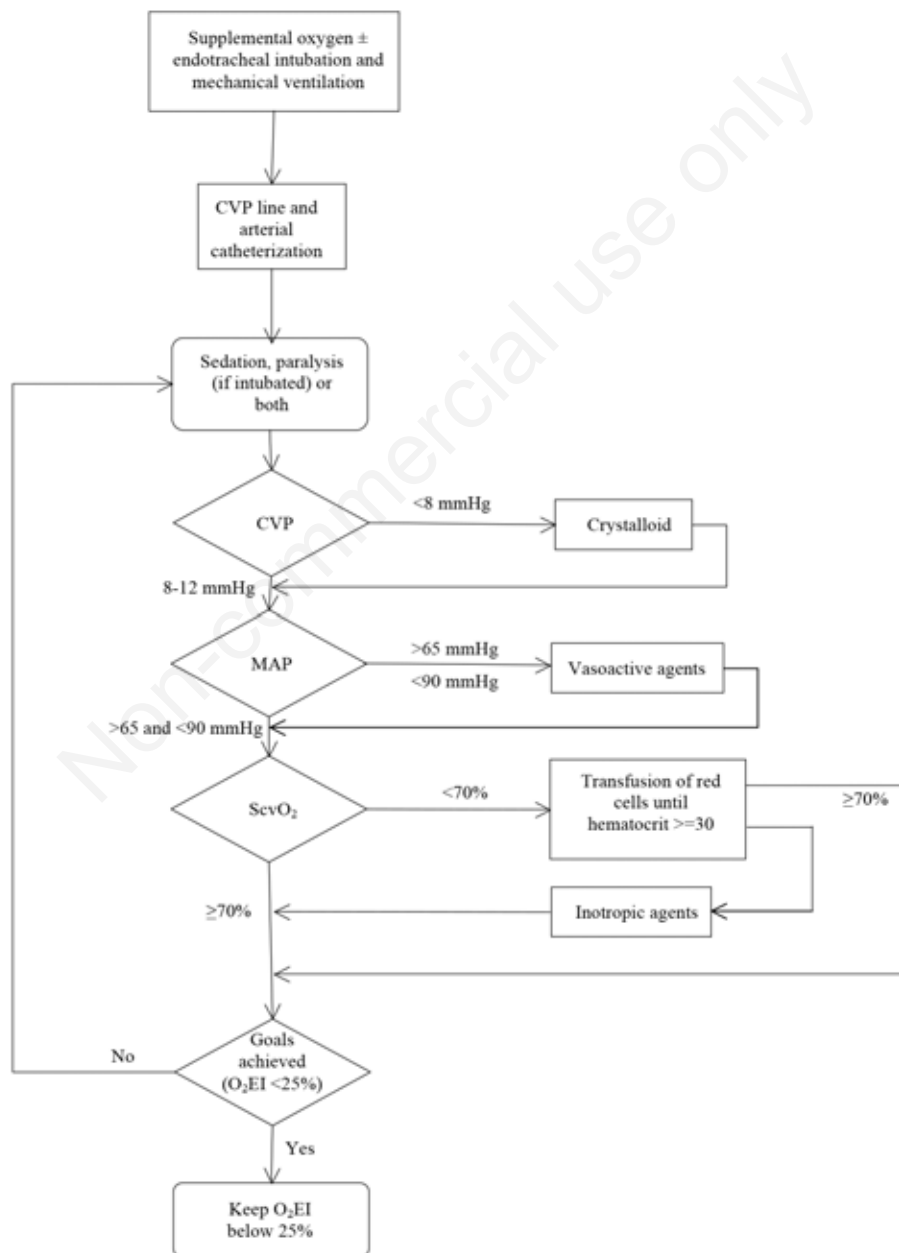 Supplemental oxygen ±
endotracheal intubation and
mechanical ventilation
CVP line and
arterial
catheterization
Sedation, paralysis
(if intubated) or
both
CVP
<8 mmHg
Crystalloid
8-12 mmHg
MAP
>65 mmHg
<90 mmHg
Vasoactive agents
>65 and <90 mmHg
ScvO₂
<70%
Transfusion of red
cells until
hematocrit >=30
≥70%
≥70%
Inotropic agents
Goals
achieved
(O₂EI <25%)
No
Yes
Keep O₂EI
below 25%
Non-commercial use only